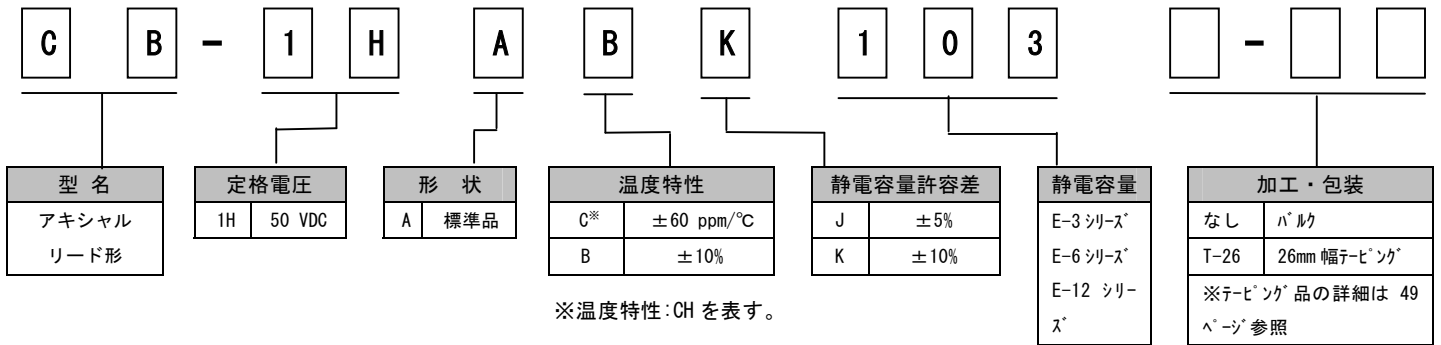 C B - 1 H A B K 1 0 3 -
型 名
アキシャル
リード形
定格電圧
1H 50 VDC
形 状
A 標準品
温度特性
C※ ±60 ppm/℃
B ±10%
※温度特性:CH を表す。
静電容量許容差
J ±5%
K ±10%
静電容量
E-3 シリーズ
E-6 シリーズ
E-12 シリー
ズ
加工・包装
なし バルク
T-26 26mm 幅テーピング
※テーピング品の詳細は 49
ページ参照